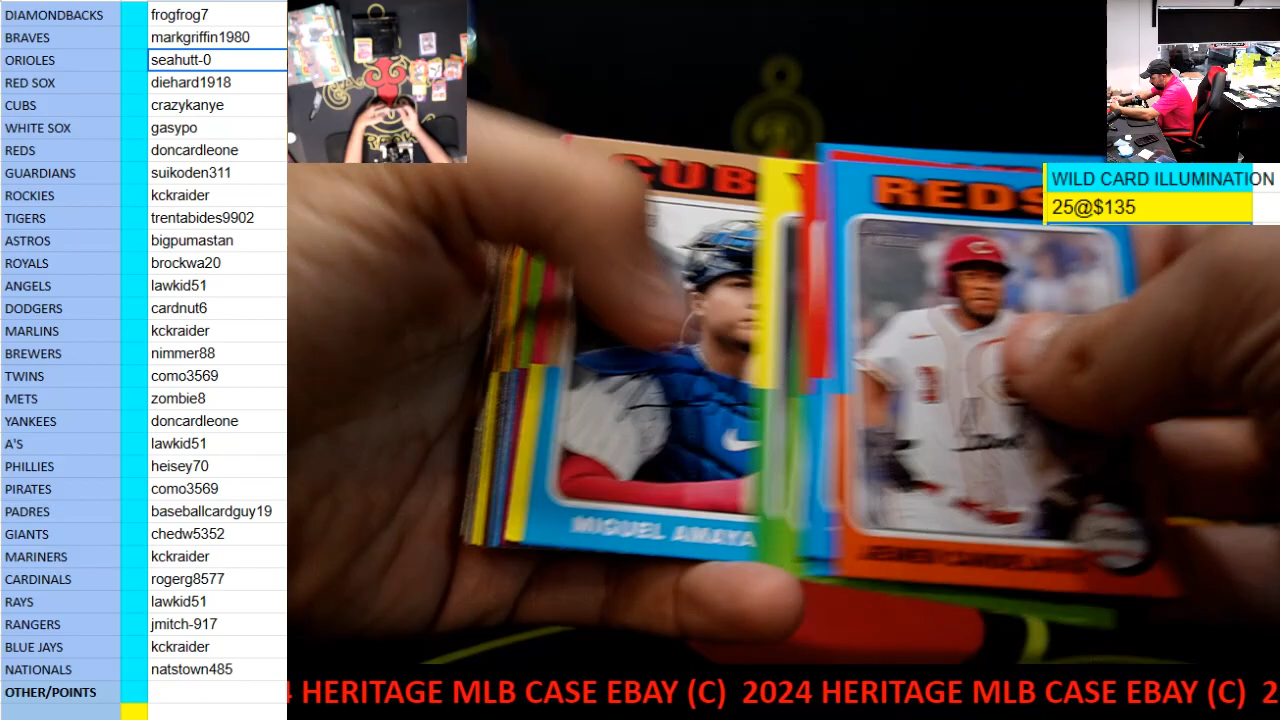 DIAMONDBACKS frogfrog7
BRAVES markgriffin1980
ORIOLES seahutt-0
RED SOX diehard1918
CUBS crazykanye
WHITE SOX gasypo
REDS doncardleone
GUARDIANS suikoden311
ROCKIES kckraider
TIGERS trentabides9902
ASTROS bigpumastan
ROYALS brockwa20
ANGELS lawkid51
DODGERS cardnut6
MARLINS kckraider
BREWERS nimmer88
TWINS como3569
METS zombie8
YANKEES doncardleone
A'S lawkid51
PHILLIES heisey70
PIRATES como3569
PADRES baseballcardguy19
GIANTS chedw5352
MARINERS kckraider
CARDINALS rogerg8577
RAYS lawkid51
RANGERS jmitch-917
BLUE JAYS kckraider
NATIONALS natstown485
OTHER/POINTS
WILD CARD ILLUMINATION
25@$135
CUB
REDS
MIGUEL AMAYA
4 HERITAGE MLB CASE EBAY (C) 2024 HERITAGE MLB CASE EBAY (C) 2